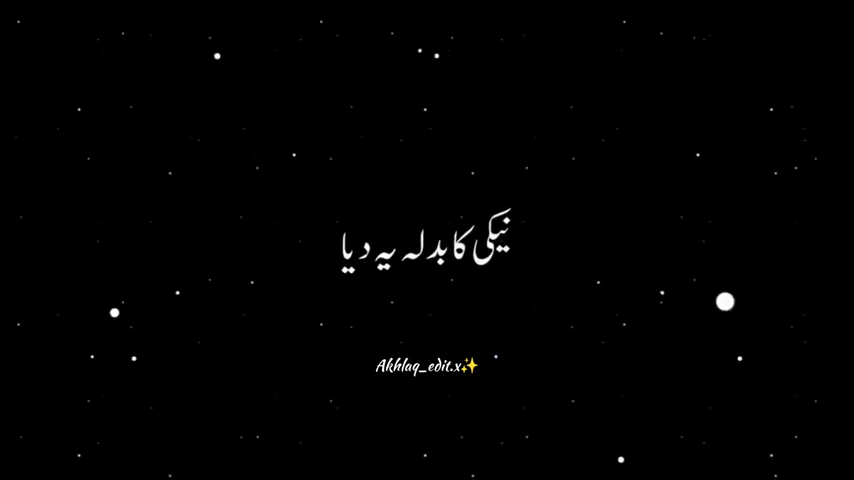 نیکی کا بدلہ یہ دیا
Akhlaq_edit.x✨